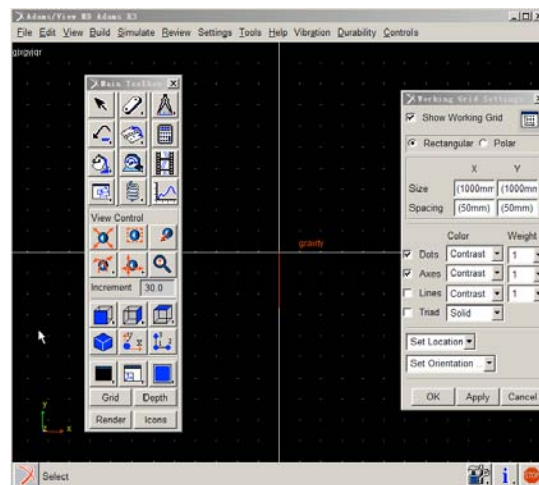 Adams/View MD Adams R3
File Edit View Build Simulate Review Settings Tools Help Vibration Durability Controls
Main Toolbox
View Control
Increment 30.0
Grid Depth
Render Icons
gravity
Working Grid Settings
Show Working Grid
Rectangular Polar
X Y
Size (1000mm (1000mm
Spacing (50mm) (50mm)
Color Weight
Dots Contrast 1
Axes Contrast 1
Lines Contrast 1
Triad Solid
Set Location
Set Orientation...
OK Apply Cancel
y
x
Select
i
STOP